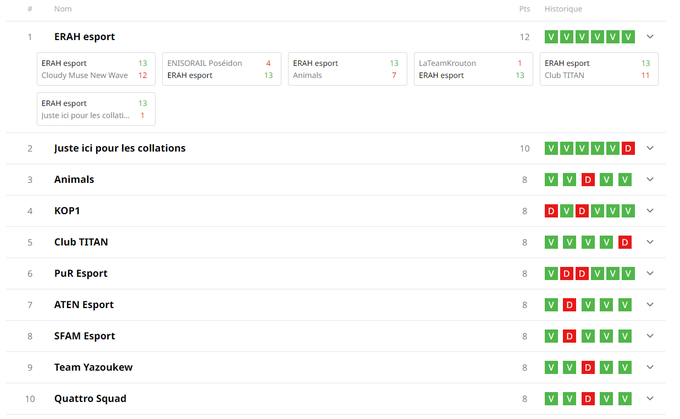 # Nom Pts Historique
1 ERAH esport 12 V V V V V V
ERAH esport 13
Cloudy Muse New Wave 12
ENISORAIL Poséidon 4
ERAH esport 13
ERAH esport 13
Animals 7
LaTeamKrouton 1
ERAH esport 13
ERAH esport 13
Club TITAN 11
ERAH esport 13
Juste ici pour les collati... 1
2 Juste ici pour les collations 10 V V V V V D
3 Animals 8 V V D V V
4 KOP1 8 D V D V V V
5 Club TITAN 8 V V V V D
6 PuR Esport 8 V D D V V V
7 ATEN Esport 8 V D V V V
8 SFAM Esport 8 V D V V V
9 Team Yazoukew 8 V V D V V
10 Quattro Squad 8 V V D V V